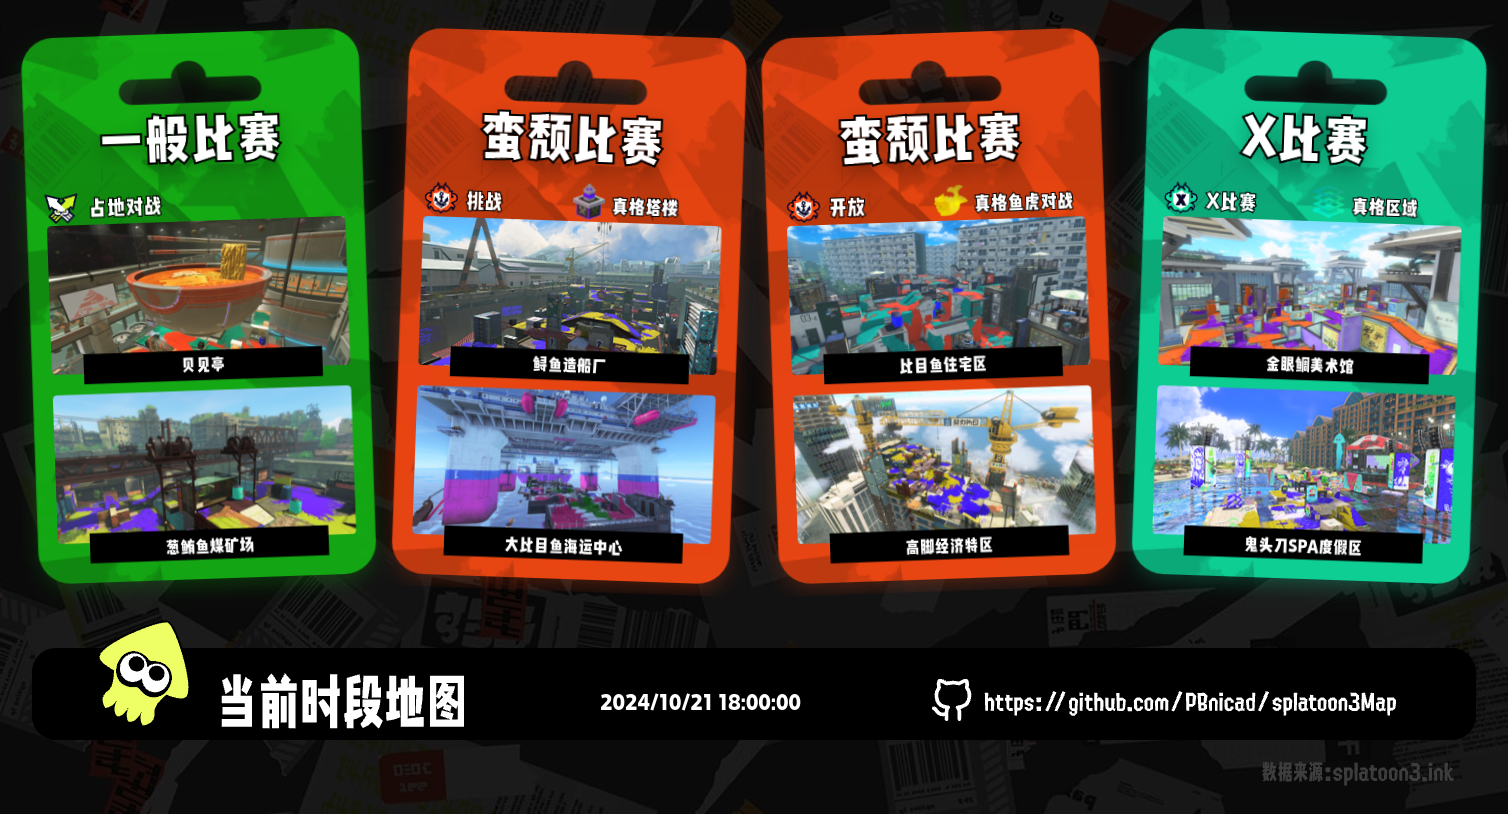 一般比赛
占地对战
贝贝亭
葱鲔鱼煤矿场
蛮颓比赛
挑战
真格塔楼
鲟鱼造船厂
大比目鱼海运中心
蛮颓比赛
开放
真格鱼虎对战
比目鱼住宅区
高脚经济特区
X比赛
X比赛
真格区域
金眼鲷美术馆
鬼头刀SPA度假区
当前时段地图
2024/10/21 18:00:00
https://github.com/PBnicad/splatoon3Map
数据来源:splatoon3.ink